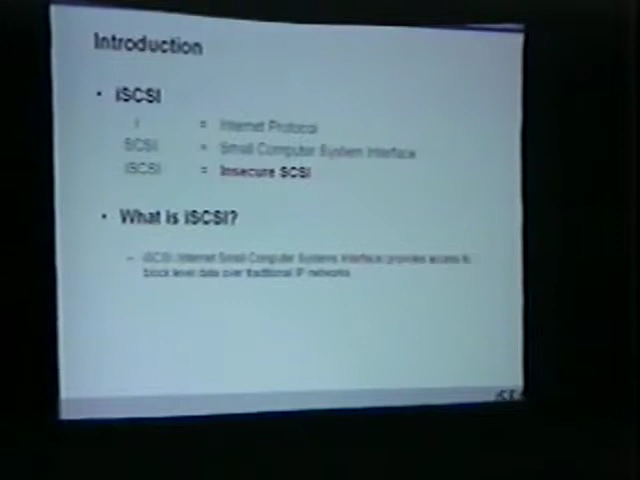 Introduction
• iSCSI
i = Internet Protocol
SCSI = Small Computer System Interface
iSCSI = Insecure SCSI
• What is iSCSI?
– iSCSI (Internet Small Computer Systems Interface) provides access to
block level data over traditional IP networks